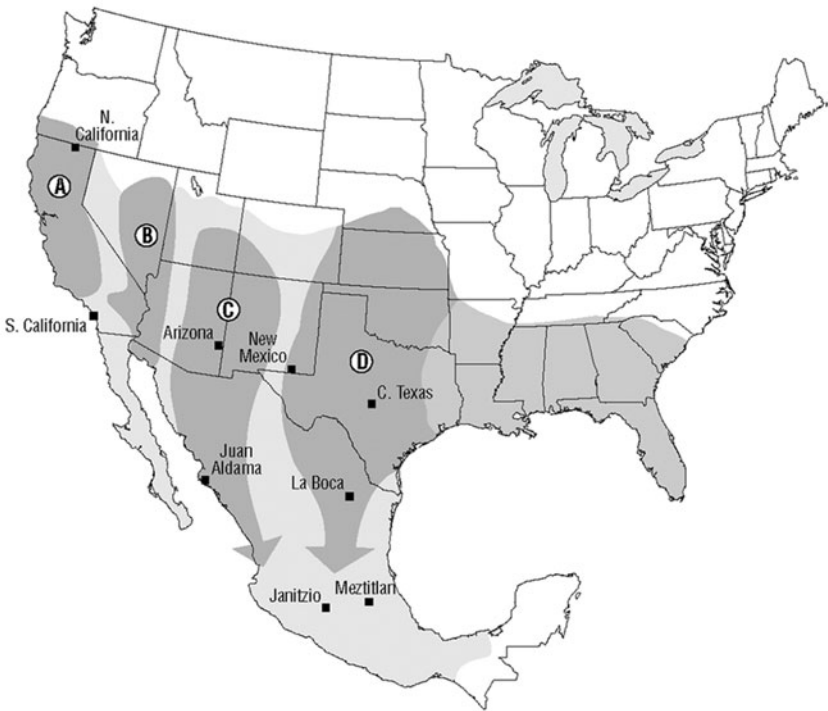 N.
California
A
B
C
S. California
Arizona
New
Mexico
D
C. Texas
Juan
Aldama
La Boca
Janitzio
Meztitlan